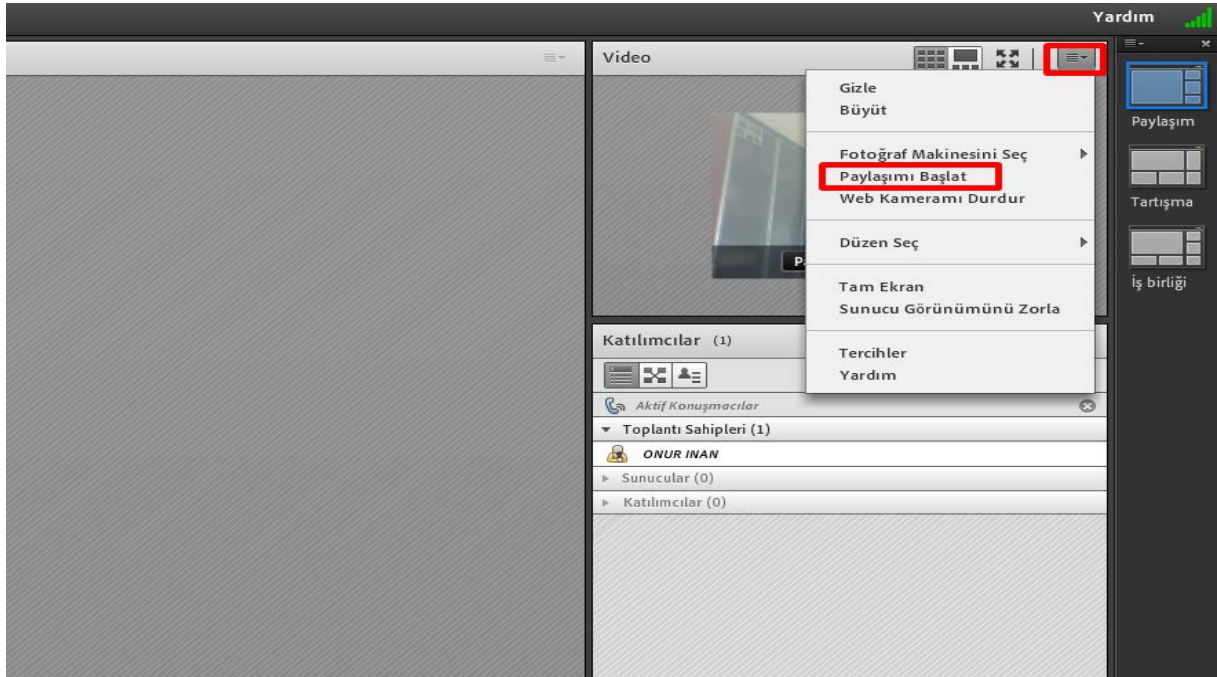 Yardım
Video
Gizle
Büyüt
Fotoğraf Makinesini Seç
Paylaşımı Başlat
Web Kameramı Durdur
Düzen Seç
Tam Ekran
Sunucu Görünümünü Zorla
Tercihler
Yardım
Katılımcılar (1)
Aktif Konuşmacılar
Toplantı Sahipleri (1)
ONUR INAN
Sunucular (0)
Katılımcılar (0)
Paylaşım
Tartışma
İş birliği